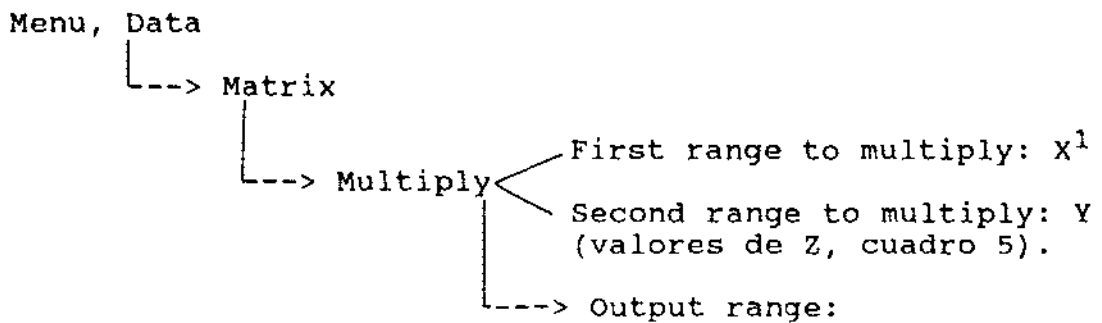 Menu, Data
---> Matrix
---> Multiply
First range to multiply: X¹
Second range to multiply: Y
(valores de Z, cuadro 5).
---> Output range: